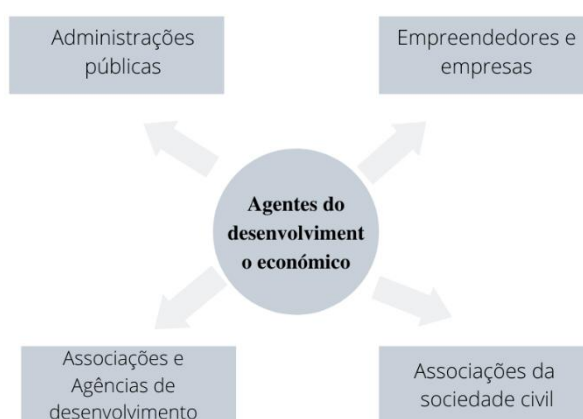 Administrações
públicas
Empreendedores e
empresas
Agentes do
desenvolviment
o económico
Associações e
Agências de
desenvolvimento
Associações da
sociedade civil